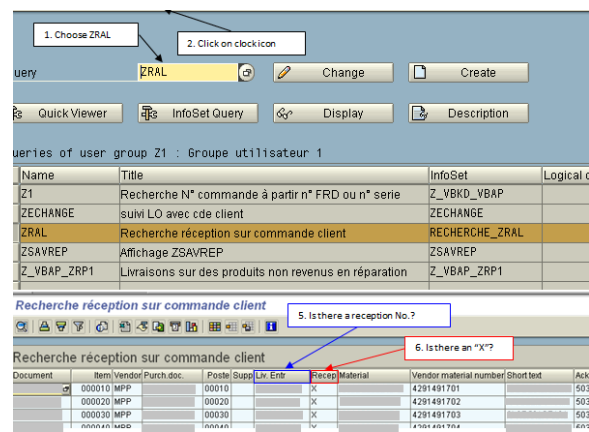 1. Choose ZRAL
2. Click on clock icon
uery ZRAL Change Create
Quick Viewer InfoSet Query Display Description
ueries of user group Z1 : Groupe utilisateur 1
Name Title InfoSet Logical d
Z1 Recherche N° commande à partir n° FRD ou n° serie Z_VBKD_VBAP
ZECHANGE suivi LO avec cde client ZECHANGE
ZRAL Recherche réception sur commande client RECHERCHE_ZRAL
ZSAVREP Affichage ZSAVREP ZSAVREP
Z_VBAP_ZRP1 Livraisons sur des produits non revenus en réparation Z_VBAP_ZRP1
Recherche réception sur commande client
5. Is there a reception No.?
6. Is there an "X"?
Recherche réception sur commande client
Document Item Vendor Purch.doc. Poste Supp Liv. Entr Recep Material Vendor material number Short text Ack
000010 MPP 00010 X 4291491701 503
000020 MPP 00020 X 4291491702 503
000030 MPP 00030 X 4291491703 503
000040 MPP 00040 X 4291491704 503